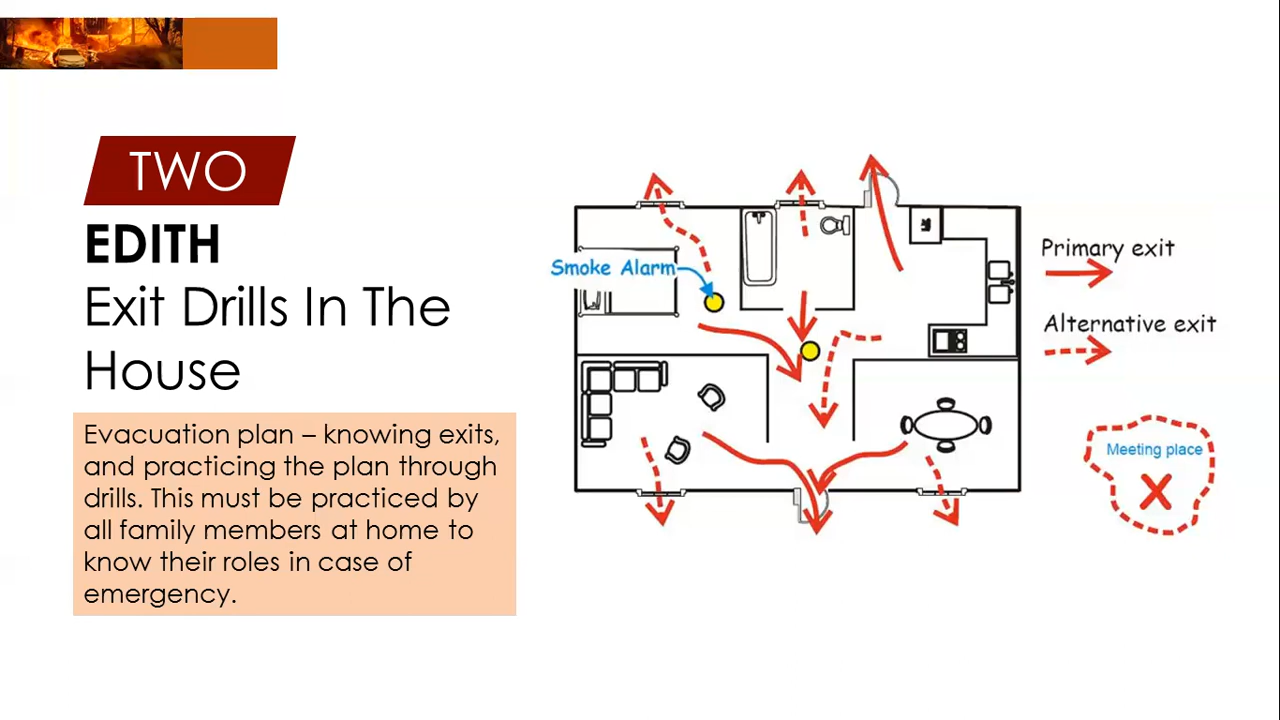 TWO
EDITH
Exit Drills In The
House
Evacuation plan – knowing exits,
and practicing the plan through
drills. This must be practiced by
all family members at home to
know their roles in case of
emergency.
Smoke Alarm
Primary exit
Alternative exit
Meeting place